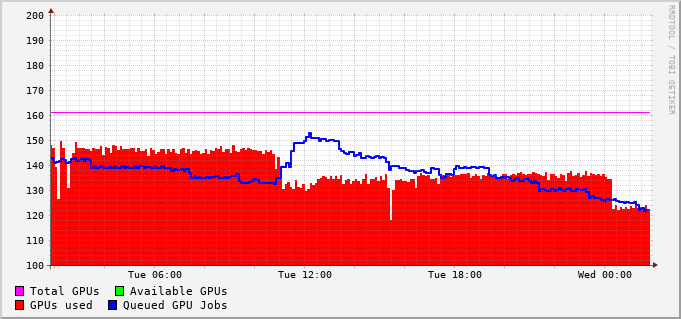 200
190
180
170
160
150
140
130
120
110
100
Tue 06:00 Tue 12:00 Tue 18:00 Wed 00:00
Total GPUs Available GPUs
GPUs used Queued GPU Jobs
RRDTOOL / TOBI OETIKER